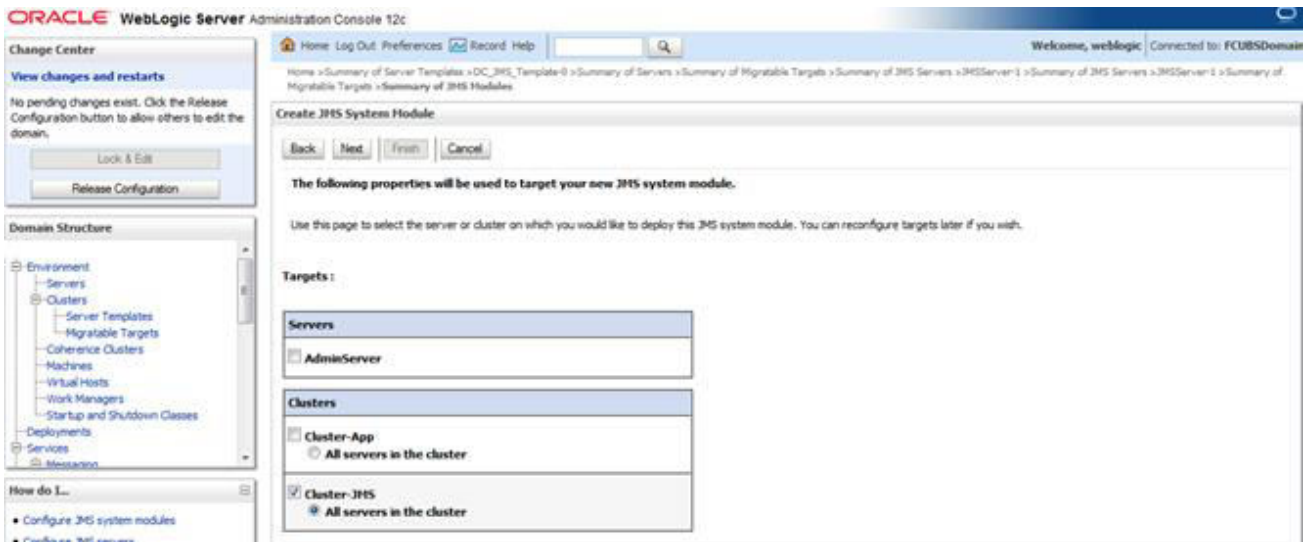 ORACLE WebLogic Server Administration Console 12c
Change Center
View changes and restarts
No pending changes exist. Click the Release
Configuration button to allow others to edit the
domain.
Lock & Edit
Release Configuration
Domain Structure
Environment
Servers
Clusters
Server Templates
Migratable Targets
Coherence Clusters
Machines
Virtual Hosts
Work Managers
Startup and Shutdown Classes
Deployments
Services
Messaging
How do I...
Configure JMS system modules
Configure JMS servers
Home Log Out Preferences Record Help
Welcome, weblogic Connected to: FCUBSDomain
Home >Summary of Server Templates >DC_JMS_Template-0 >Summary of Servers >Summary of Migratable Targets >Summary of JMS Servers >JMSServer-1 >Summary of JMS Servers >JMSServer-1 >Summary of
Migratable Targets >Summary of JMS Modules
Create JMS System Module
Back Next Finish Cancel
The following properties will be used to target your new JMS system module.
Use this page to select the server or cluster on which you would like to deploy this JMS system module. You can reconfigure targets later if you wish.
Targets :
Servers
AdminServer
Clusters
Cluster-App
All servers in the cluster
Cluster-JMS
All servers in the cluster